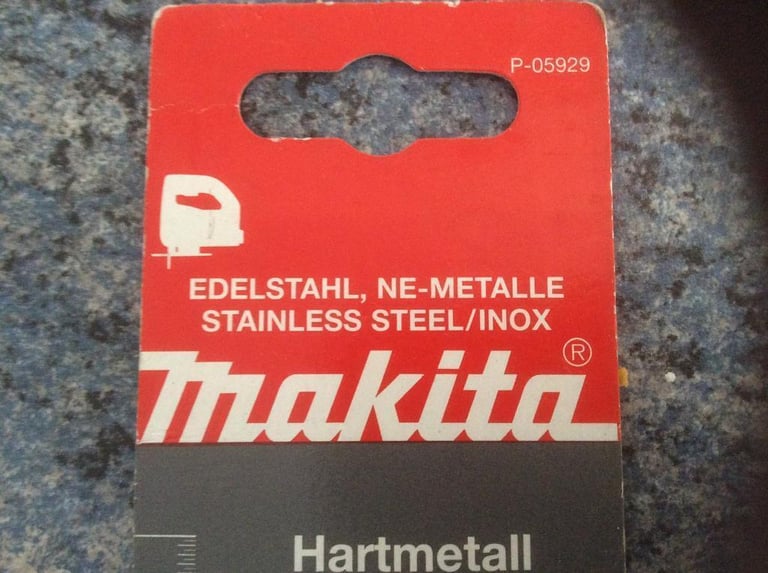 P-05929
EDELSTAHL, NE-METALLE
STAINLESS STEEL/INOX
makita®
Hartmetall